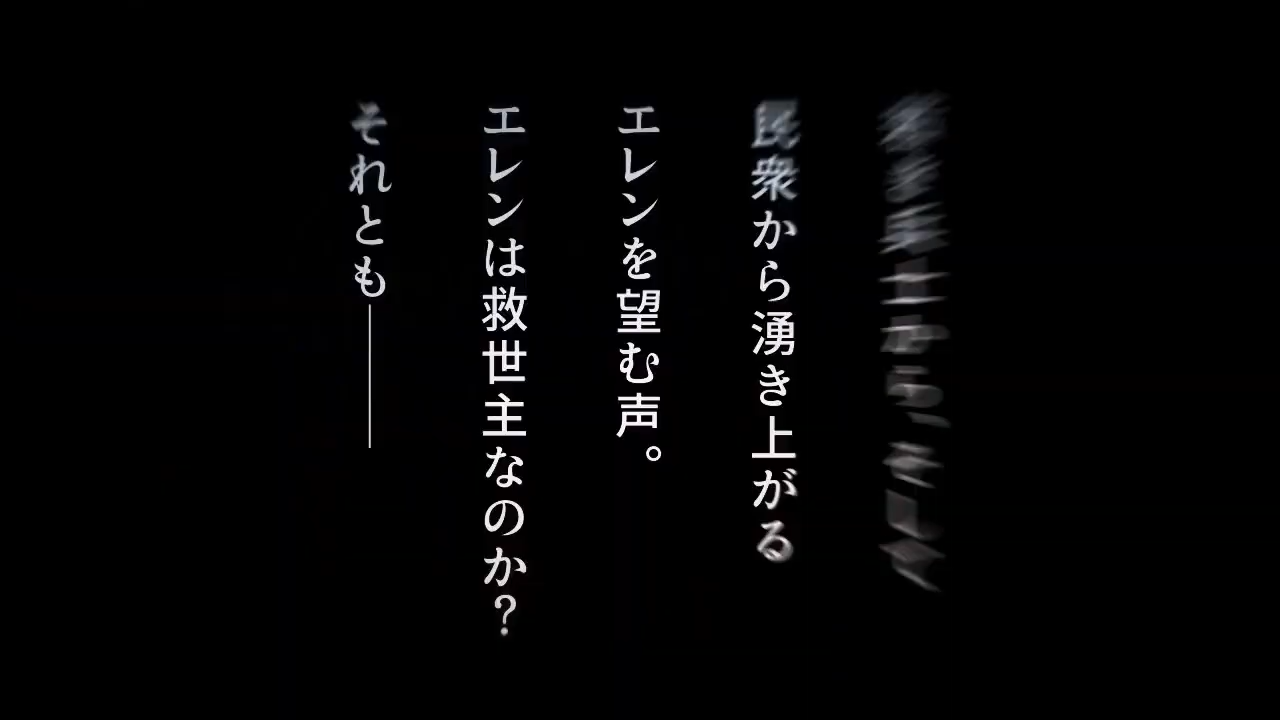 民衆から湧き上がる
エレンを望む声。
エレンは救世主なのか？
それとも――